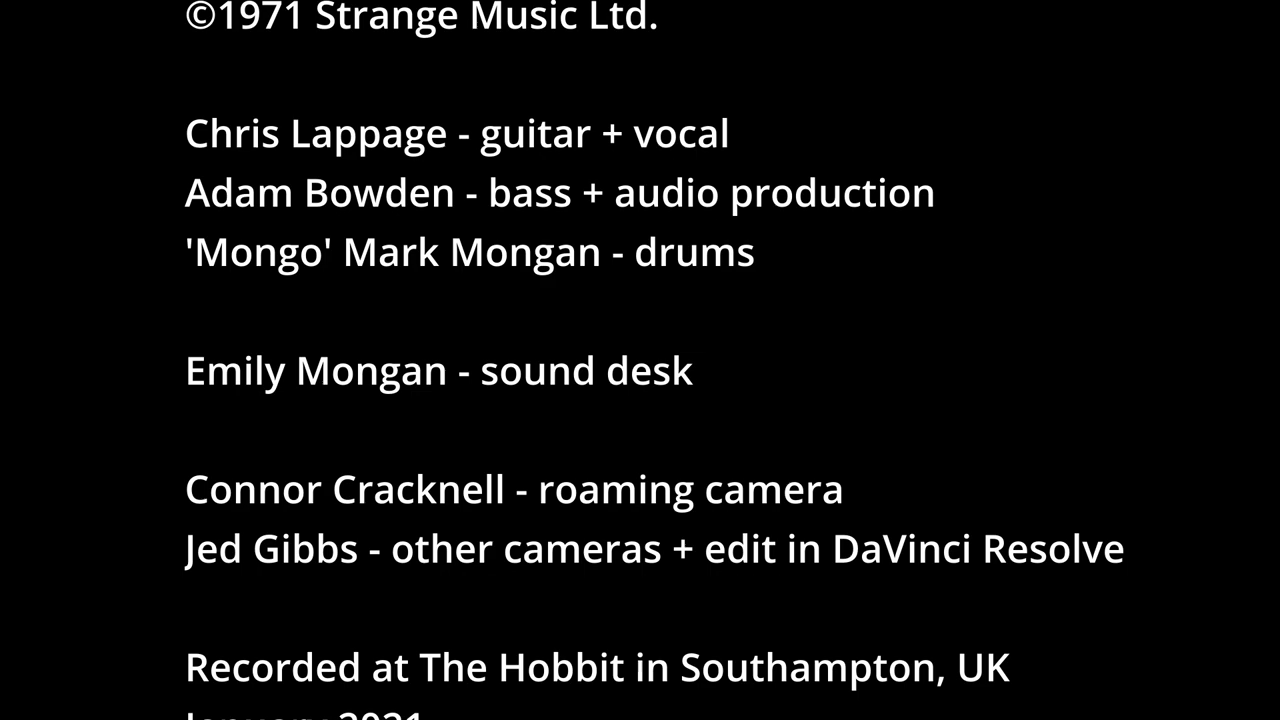 ©1971 Strange Music Ltd.
Chris Lappage - guitar + vocal
Adam Bowden - bass + audio production
'Mongo' Mark Mongan - drums
Emily Mongan - sound desk
Connor Cracknell - roaming camera
Jed Gibbs - other cameras + edit in DaVinci Resolve
Recorded at The Hobbit in Southampton, UK
January 2021